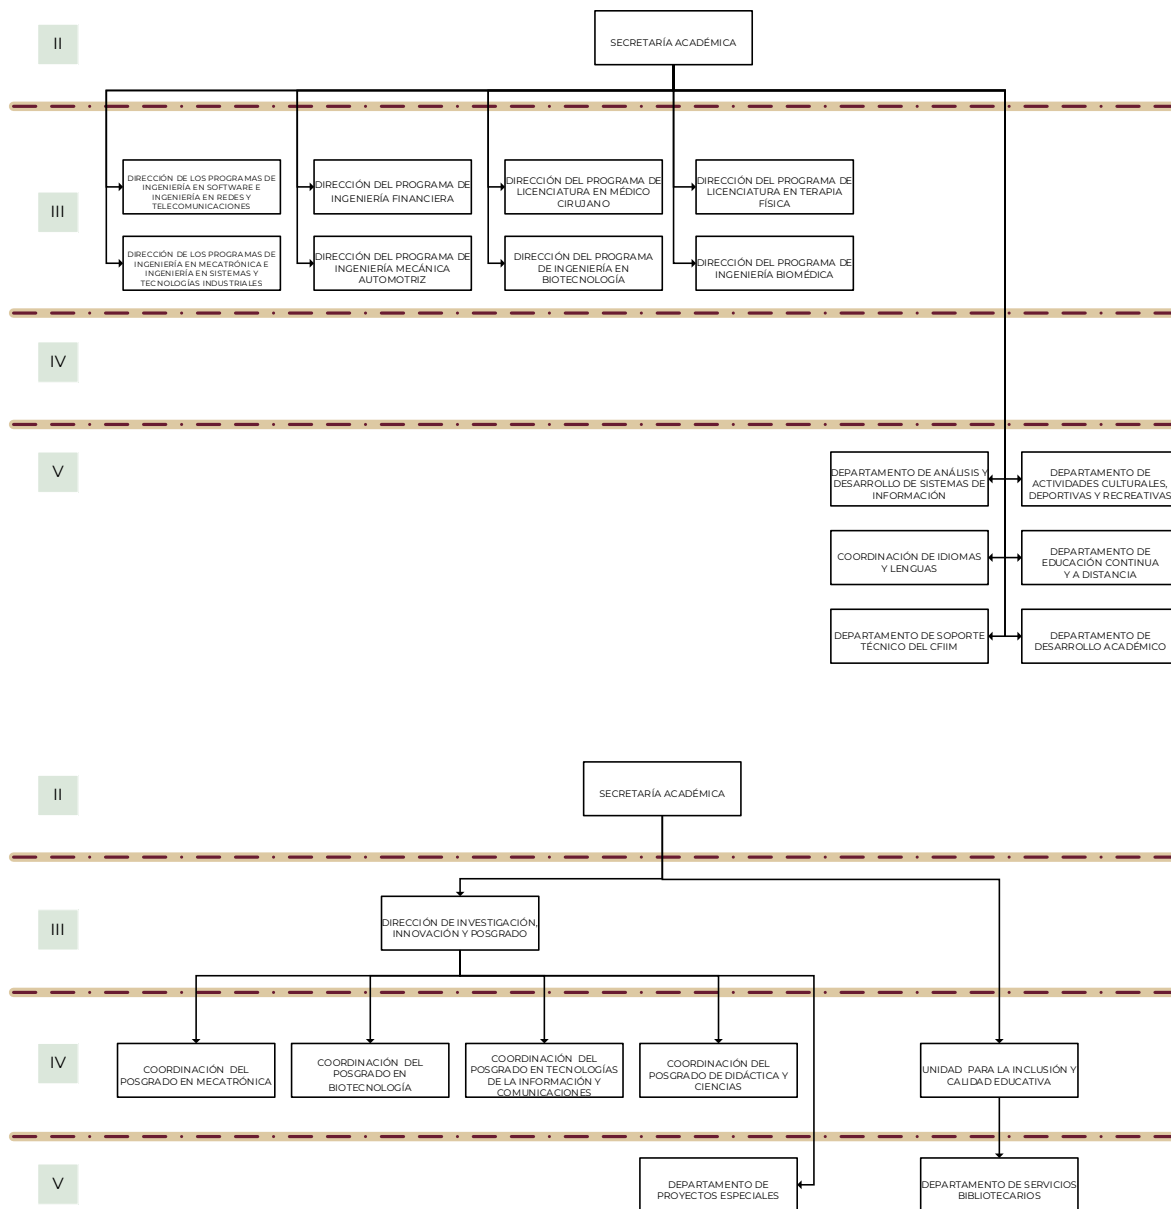 II
SECRETARÍA ACADÉMICA
III
DIRECCIÓN DE LOS PROGRAMAS DE
INGENIERÍA EN SOFTWARE E
INGENIERÍA EN REDES Y
TELECOMUNICACIONES
DIRECCIÓN DEL PROGRAMA DE
INGENIERÍA FINANCIERA
DIRECCIÓN DEL PROGRAMA DE
LICENCIATURA EN MÉDICO
CIRUJANO
DIRECCIÓN DEL PROGRAMA DE
LICENCIATURA EN TERAPIA
FÍSICA
DIRECCIÓN DE LOS PROGRAMAS DE
INGENIERÍA EN MECATRÓNICA E
INGENIERÍA EN SISTEMAS Y
TECNOLOGÍAS INDUSTRIALES
DIRECCIÓN DEL PROGRAMA DE
INGENIERÍA MECÁNICA
AUTOMOTRIZ
DIRECCIÓN DEL PROGRAMA
DE INGENIERÍA EN
BIOTECNOLOGÍA
DIRECCIÓN DEL PROGRAMA DE
INGENIERÍA BIOMÉDICA
IV
V
DEPARTAMENTO DE ANÁLISIS Y
DESARROLLO DE SISTEMAS DE
INFORMACIÓN
DEPARTAMENTO DE
ACTIVIDADES CULTURALES,
DEPORTIVAS Y RECREATIVAS
COORDINACIÓN DE IDIOMAS
Y LENGUAS
DEPARTAMENTO DE
EDUCACIÓN CONTINUA
Y A DISTANCIA
DEPARTAMENTO DE SOPORTE
TÉCNICO DEL CFIIM
DEPARTAMENTO DE
DESARROLLO ACADÉMICO
II
SECRETARÍA ACADÉMICA
III
DIRECCIÓN DE INVESTIGACIÓN,
INNOVACIÓN Y POSGRADO
IV
COORDINACIÓN DEL
POSGRADO EN MECATRÓNICA
COORDINACIÓN DEL
POSGRADO EN
BIOTECNOLOGÍA
COORDINACIÓN DEL
POSGRADO EN TECNOLOGÍAS
DE LA INFORMACIÓN Y
COMUNICACIONES
COORDINACIÓN DEL
POSGRADO DE DIDÁCTICA Y
CIENCIAS
UNIDAD PARA LA INCLUSIÓN Y
CALIDAD EDUCATIVA
V
DEPARTAMENTO DE
PROYECTOS ESPECIALES
DEPARTAMENTO DE SERVICIOS
BIBLIOTECARIOS